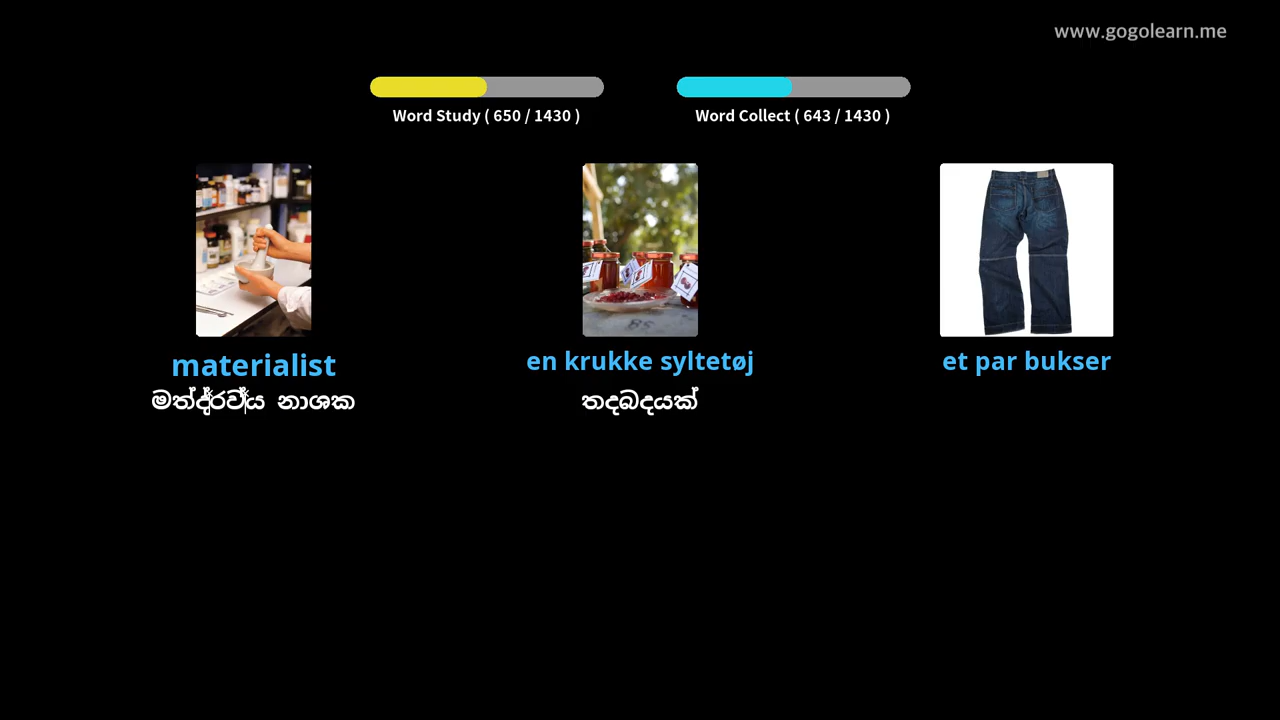 www.gogolearn.me
Word Study ( 650 / 1430 )
Word Collect ( 643 / 1430 )
materialist
en krukke syltetøj
et par bukser
මත්ද්‍රව්‍ය නාශක
තදබදයක්